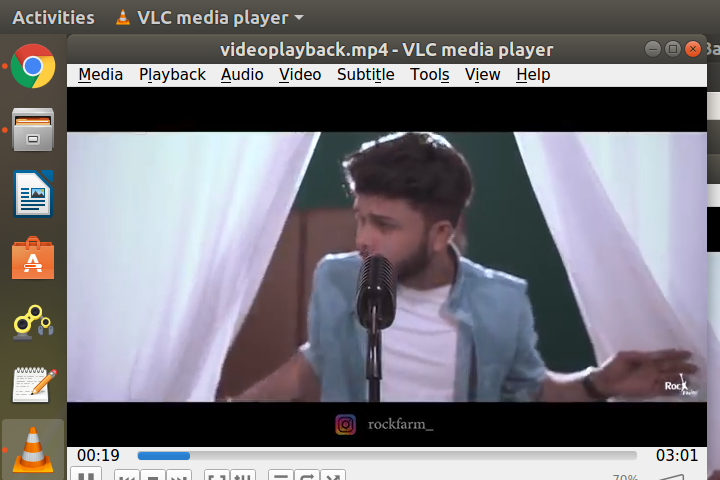 Activities VLC media player
videoplayback.mp4 - VLC media player
Media Playback Audio Video Subtitle Tools View Help
Rock
rockfarm_
00:19 03:01
70%